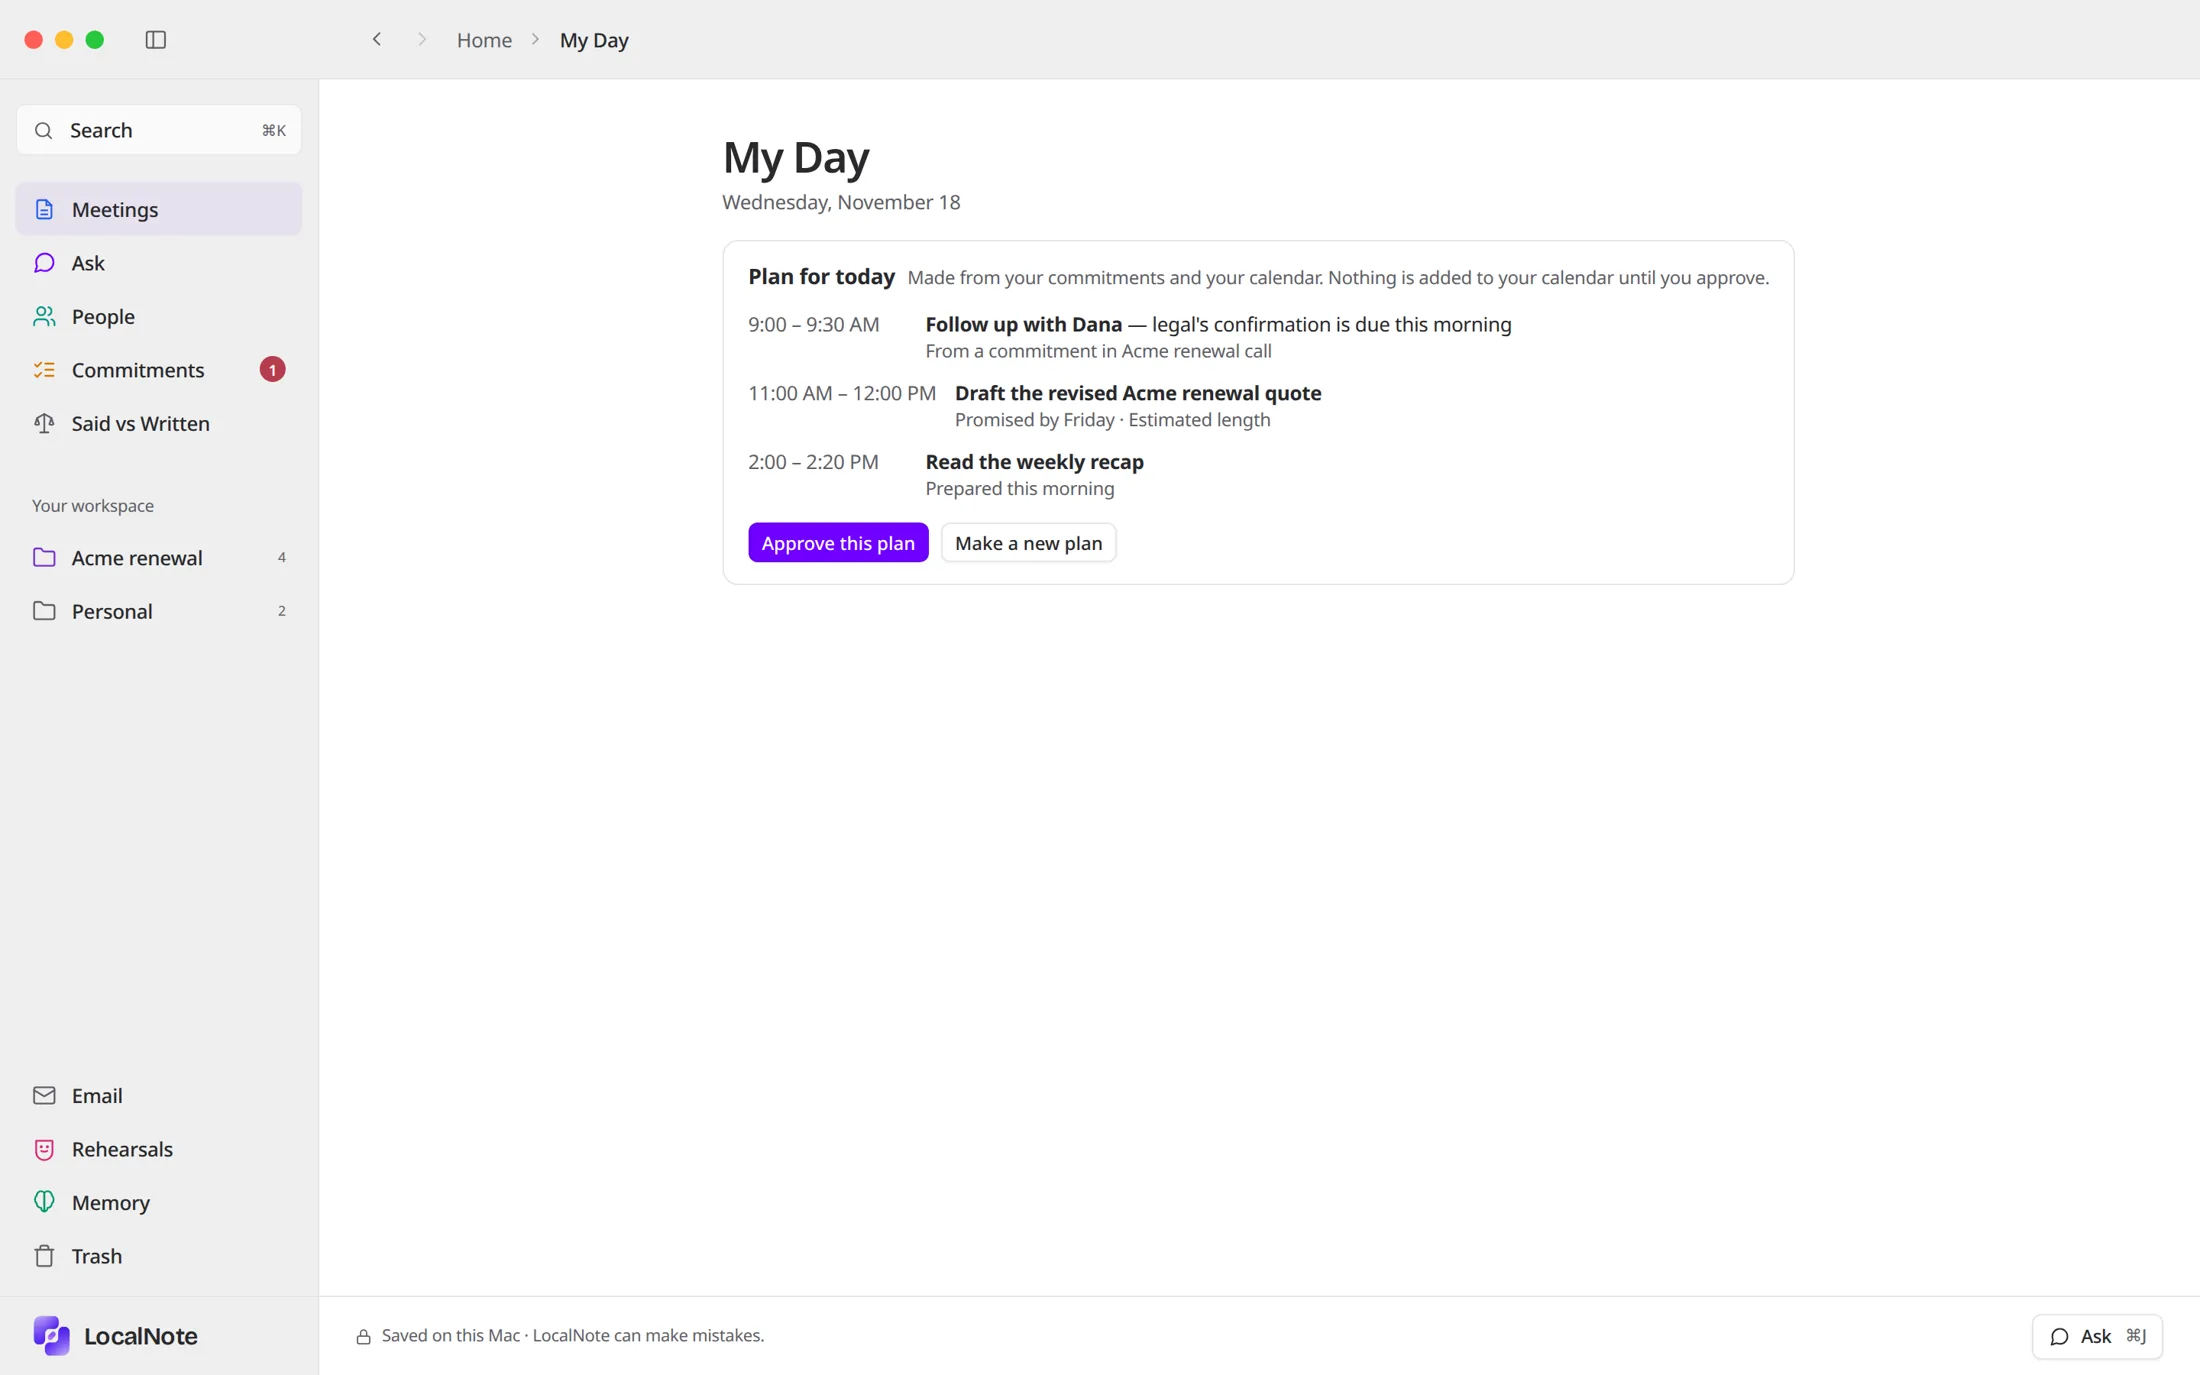 Home
My Day
Search
⌘K
Meetings
Ask
People
Commitments
1
Said vs Written
Your workspace
Acme renewal
4
Personal
2
Email
Rehearsals
Memory
Trash
LocalNote
My Day
Wednesday, November 18
Plan for today Made from your commitments and your calendar. Nothing is added to your calendar until you approve.
9:00 – 9:30 AM Follow up with Dana — legal's confirmation is due this morning
From a commitment in Acme renewal call
11:00 AM – 12:00 PM Draft the revised Acme renewal quote
Promised by Friday · Estimated length
2:00 – 2:20 PM Read the weekly recap
Prepared this morning
Approve this plan
Make a new plan
Saved on this Mac · LocalNote can make mistakes.
Ask ⌘J